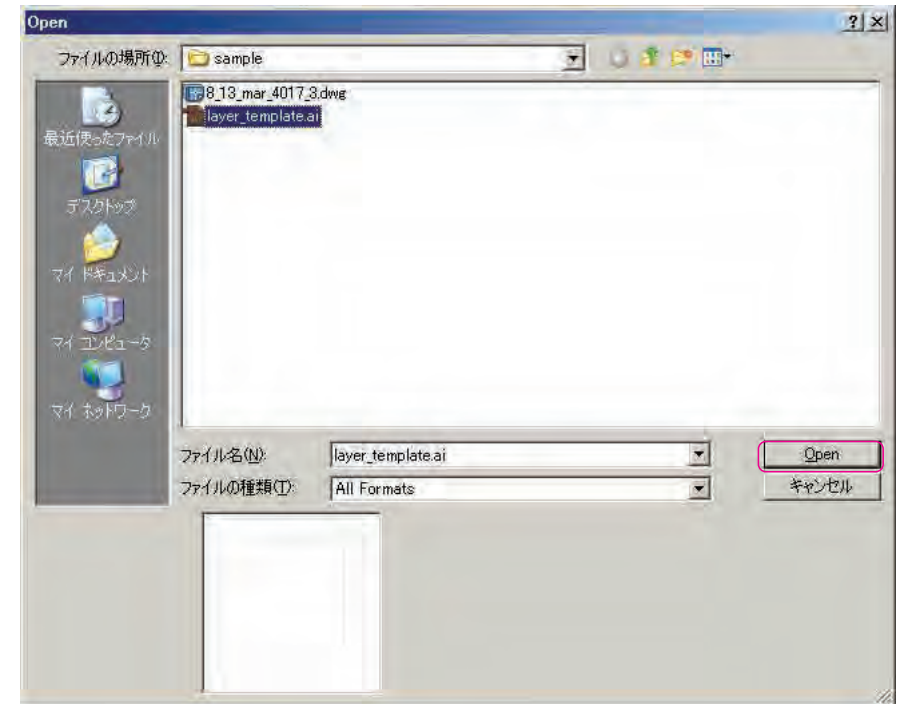 Open
ファイルの場所(I):
sample
8_13_mar_4017_3.dwg
layer_template.ai
最近使ったファイル
デスクトップ
マイ ドキュメント
マイ コンピュータ
マイ ネットワーク
ファイル名(N):
layer_template.ai
Open
ファイルの種類(T):
All Formats
キャンセル